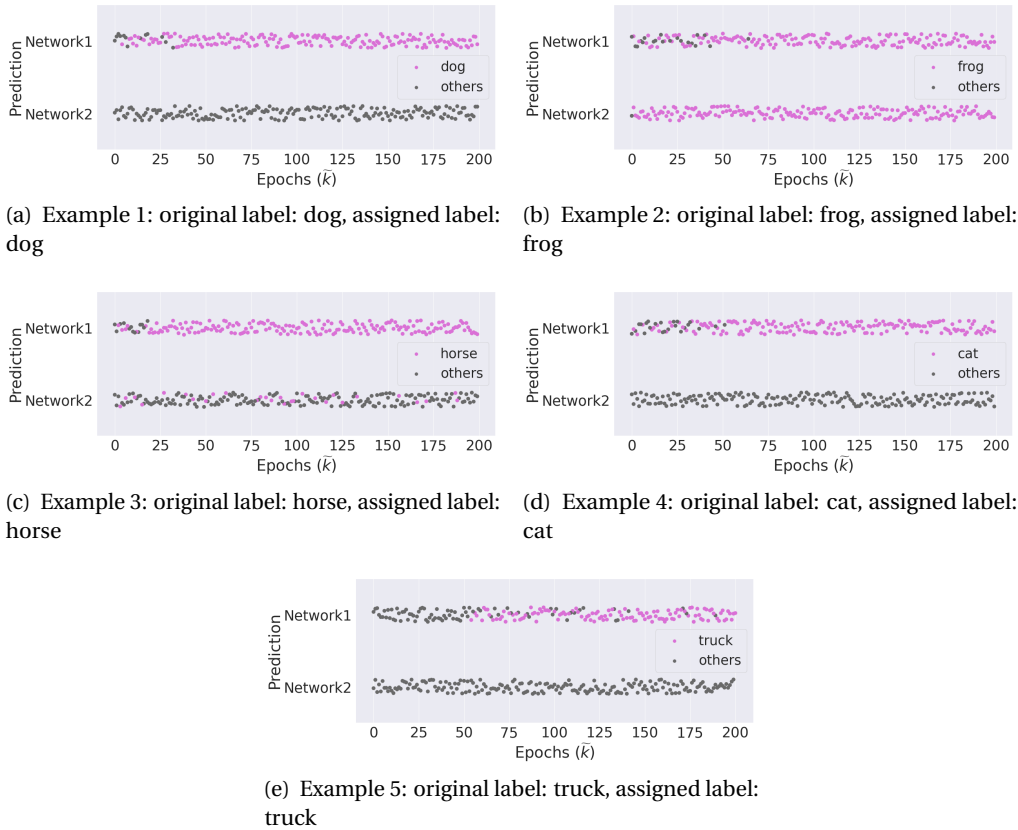 Prediction
Network1
Network2
dog
others
0 25 50 75 100 125 150 175 200
Epochs (k̃)
(a) Example 1: original label: dog, assigned label:
dog
Prediction
Network1
Network2
frog
others
0 25 50 75 100 125 150 175 200
Epochs (k̃)
(b) Example 2: original label: frog, assigned label:
frog
Prediction
Network1
Network2
horse
others
0 25 50 75 100 125 150 175 200
Epochs (k̃)
(c) Example 3: original label: horse, assigned label:
horse
Prediction
Network1
Network2
cat
others
0 25 50 75 100 125 150 175 200
Epochs (k̃)
(d) Example 4: original label: cat, assigned label:
cat
Prediction
Network1
Network2
truck
others
0 25 50 75 100 125 150 175 200
Epochs (k̃)
(e) Example 5: original label: truck, assigned label:
truck